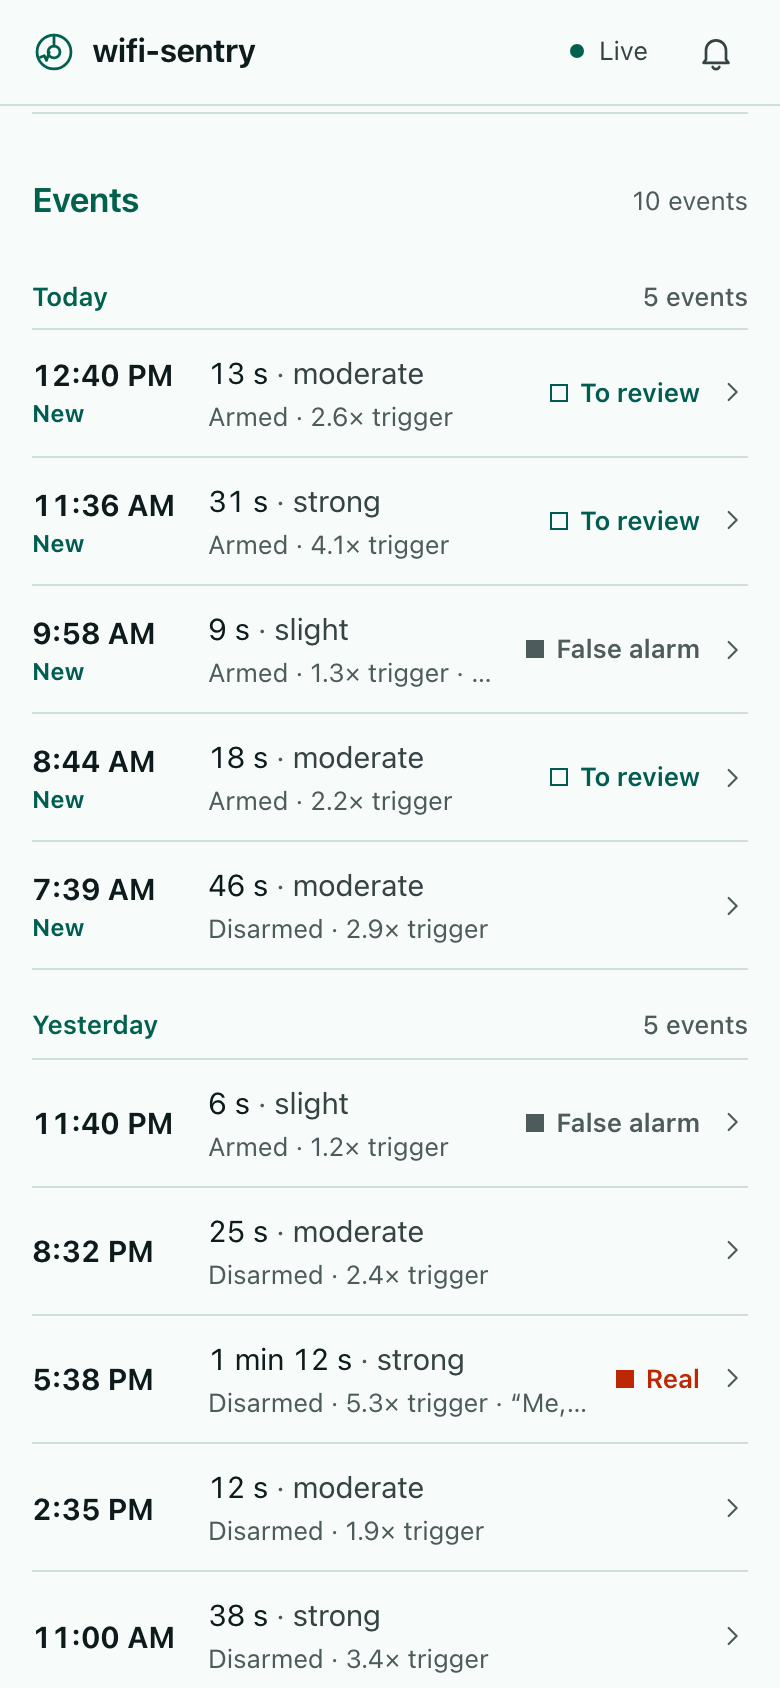 wifi-sentry
Live
Events
10 events
Today
5 events
12:40 PM
New
13 s · moderate
Armed · 2.6× trigger
To review
11:36 AM
New
31 s · strong
Armed · 4.1× trigger
To review
9:58 AM
New
9 s · slight
Armed · 1.3× trigger · ...
False alarm
8:44 AM
New
18 s · moderate
Armed · 2.2× trigger
To review
7:39 AM
New
46 s · moderate
Disarmed · 2.9× trigger
Yesterday
5 events
11:40 PM
6 s · slight
Armed · 1.2× trigger
False alarm
8:32 PM
25 s · moderate
Disarmed · 2.4× trigger
5:38 PM
1 min 12 s · strong
Disarmed · 5.3× trigger · “Me,...
Real
2:35 PM
12 s · moderate
Disarmed · 1.9× trigger
11:00 AM
38 s · strong
Disarmed · 3.4× trigger